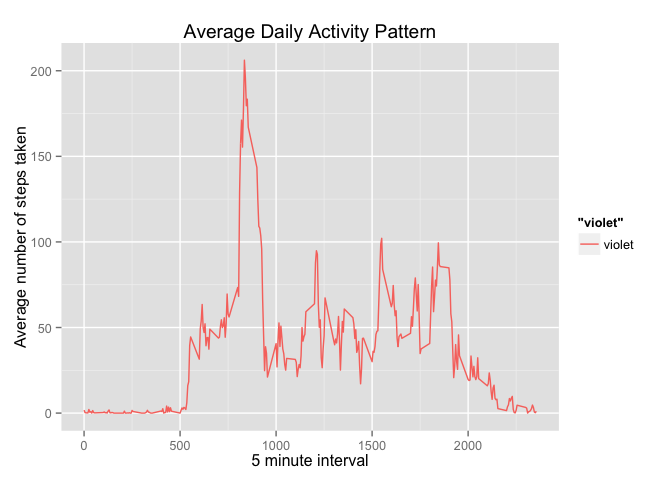 Average Daily Activity Pattern
Average number of steps taken
200
150
100
50
0
0 500 1000 1500 2000
5 minute interval
"violet"
violet